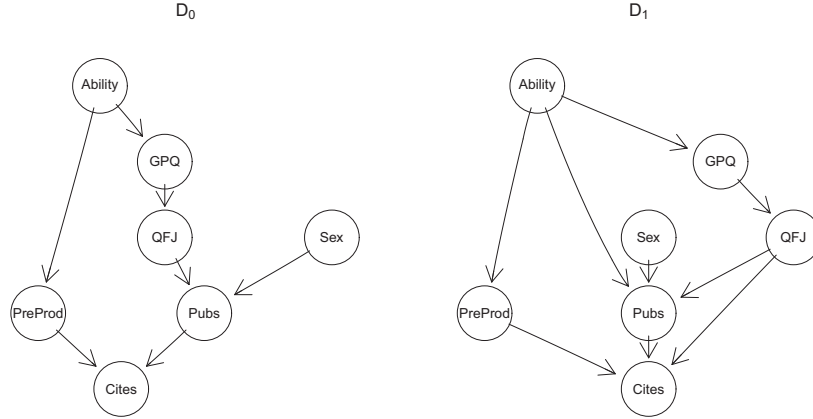 D0
Ability
GPQ
QFJ
Sex
PreProd
Pubs
Cites
D1
Ability
GPQ
Sex
QFJ
PreProd
Pubs
Cites